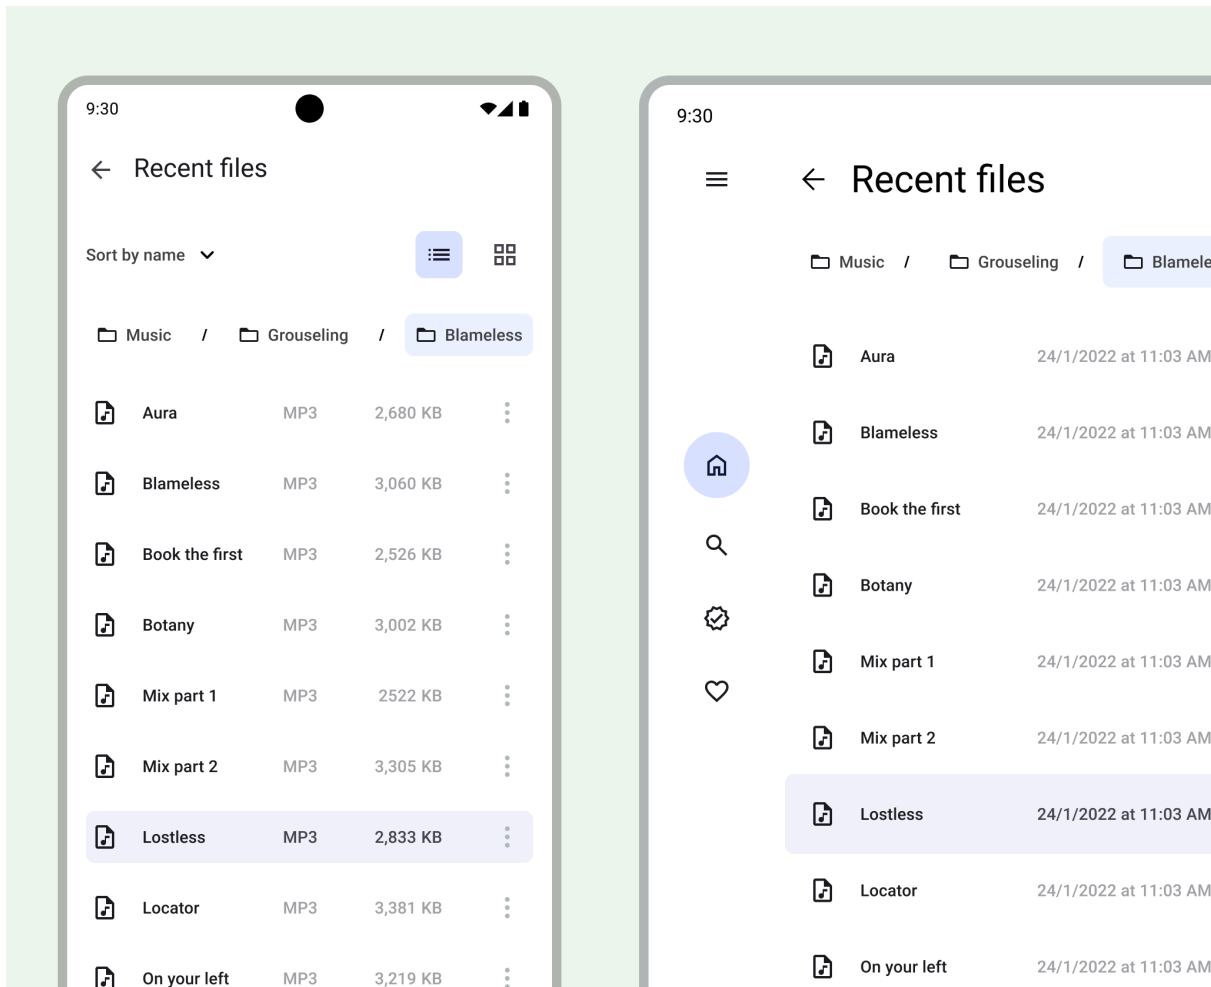 9:30
Recent files
Sort by name
Music / Grouseling / Blameless
Aura MP3 2,680 KB
Blameless MP3 3,060 KB
Book the first MP3 2,526 KB
Botany MP3 3,002 KB
Mix part 1 MP3 2522 KB
Mix part 2 MP3 3,305 KB
Lostless MP3 2,833 KB
Locator MP3 3,381 KB
On your left MP3 3,219 KB
9:30
Recent files
Music / Grouseling / Blamele
Aura 24/1/2022 at 11:03 AM
Blameless 24/1/2022 at 11:03 AM
Book the first 24/1/2022 at 11:03 AM
Botany 24/1/2022 at 11:03 AM
Mix part 1 24/1/2022 at 11:03 AM
Mix part 2 24/1/2022 at 11:03 AM
Lostless 24/1/2022 at 11:03 AM
Locator 24/1/2022 at 11:03 AM
On your left 24/1/2022 at 11:03 AM